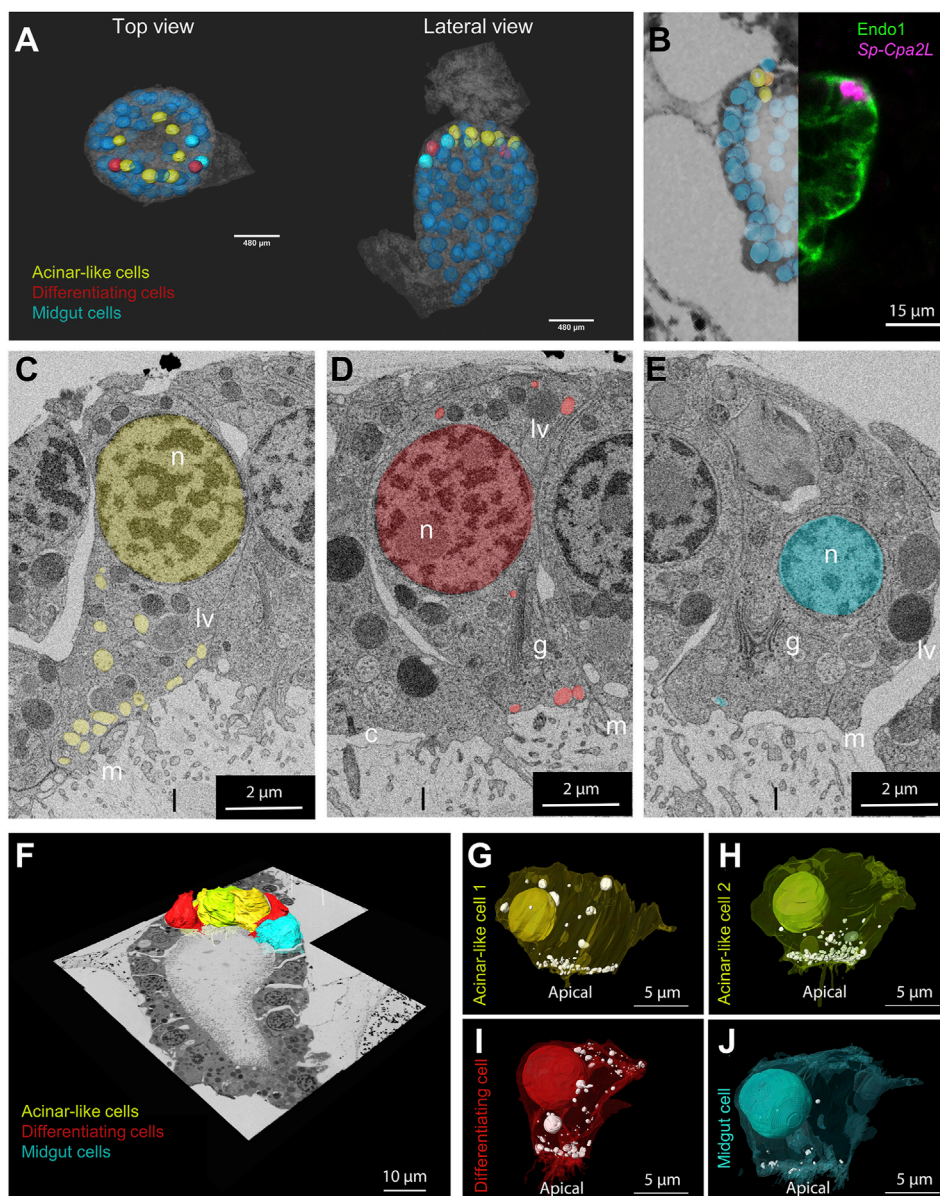 A
Top view
Lateral view
480 µm
480 µm
Acinar-like cells
Differentiating cells
Midgut cells
B
Endo1
Sp-Cpa2L
15 µm
C
n
lv
m
l
2 µm
D
lv
n
g
c
m
l
2 µm
E
n
g
lv
m
l
2 µm
F
Acinar-like cells
Differentiating cells
Midgut cells
10 µm
G
Acinar-like cell 1
Apical
5 µm
H
Acinar-like cell 2
Apical
5 µm
I
Differentiating cell
Apical
5 µm
J
Midgut cell
Apical
5 µm